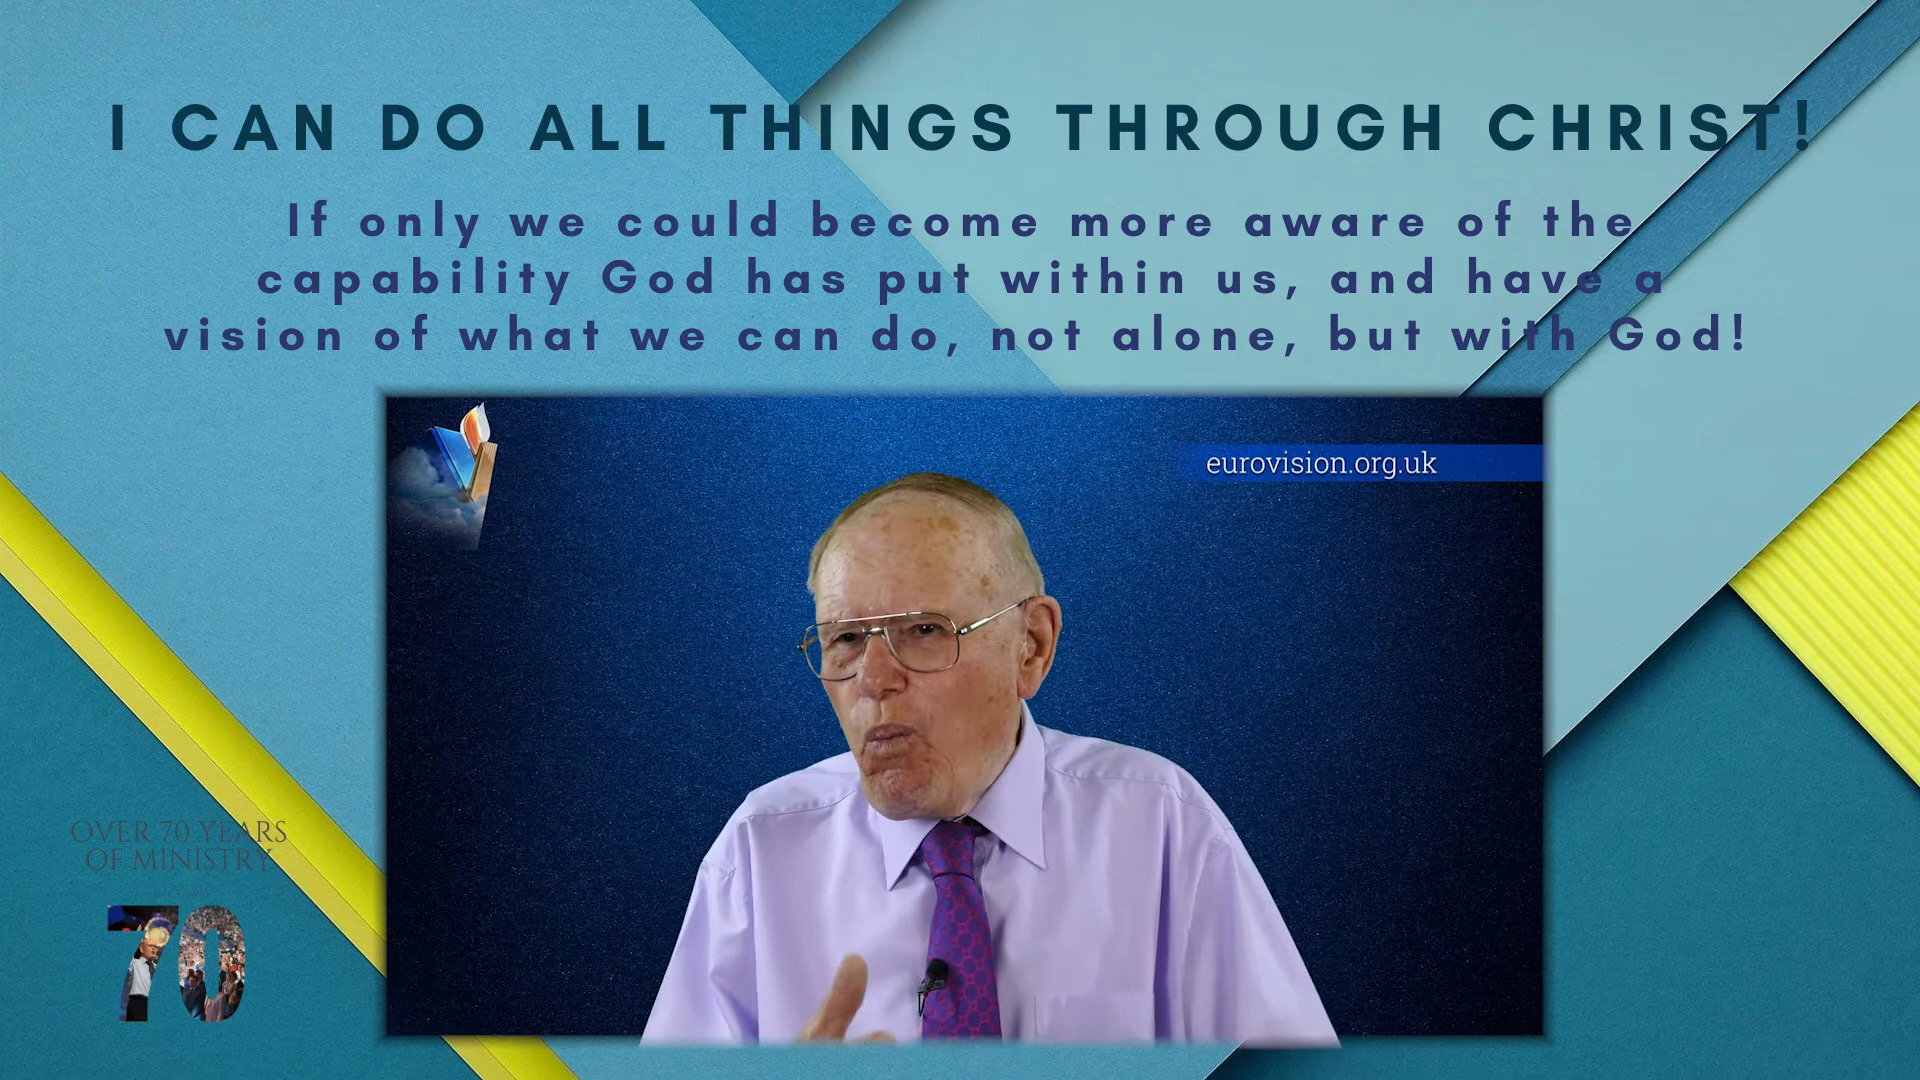 I CAN DO ALL THINGS THROUGH CHRIST!
If only we could become more aware of the
capability God has put within us, and have a
vision of what we can do, not alone, but with God!
eurovision.org.uk
OVER 70 YEARS
OF MINISTRY
70